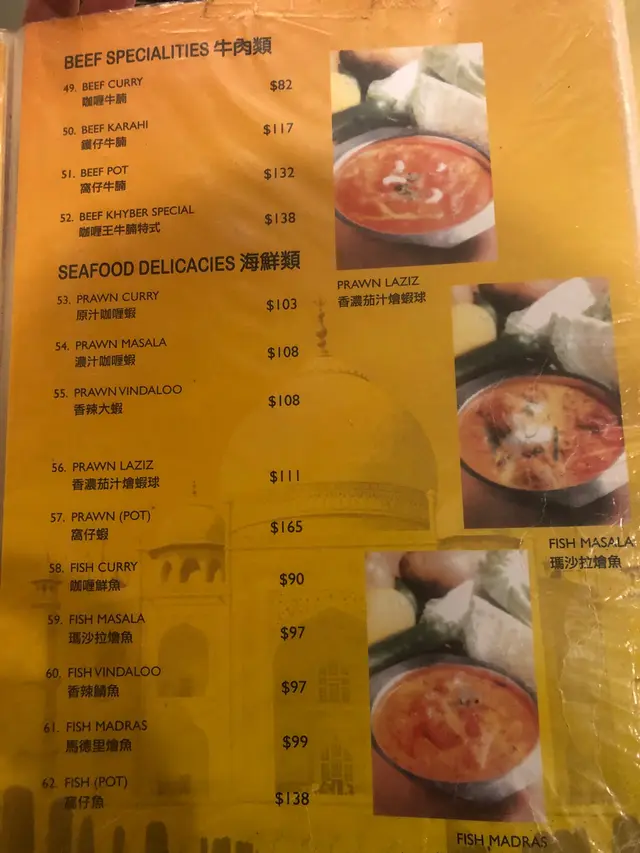 BEEF SPECIALITIES 牛肉類
49. BEEF CURRY $82
咖喱牛腩
50. BEEF KARAHI $117
鑊仔牛腩
51. BEEF POT $132
窩仔牛腩
52. BEEF KHYBER SPECIAL $138
咖喱王牛腩特式
SEAFOOD DELICACIES 海鮮類
53. PRAWN CURRY $103
原汁咖喱蝦
54. PRAWN MASALA $108
濃汁咖喱蝦
55. PRAWN VINDALOO $108
香辣大蝦
56. PRAWN LAZIZ $111
香濃茄汁燴蝦球
57. PRAWN (POT) $165
窩仔蝦
58. FISH CURRY $90
咖喱鮮魚
59. FISH MASALA $97
瑪沙拉燴魚
60. FISH VINDALOO $97
香辣鯖魚
61. FISH MADRAS $99
馬德里燴魚
62. FISH (POT) $138
窩仔魚
PRAWN LAZIZ
香濃茄汁燴蝦球
FISH MASALA
瑪沙拉燴魚
FISH MADRAS